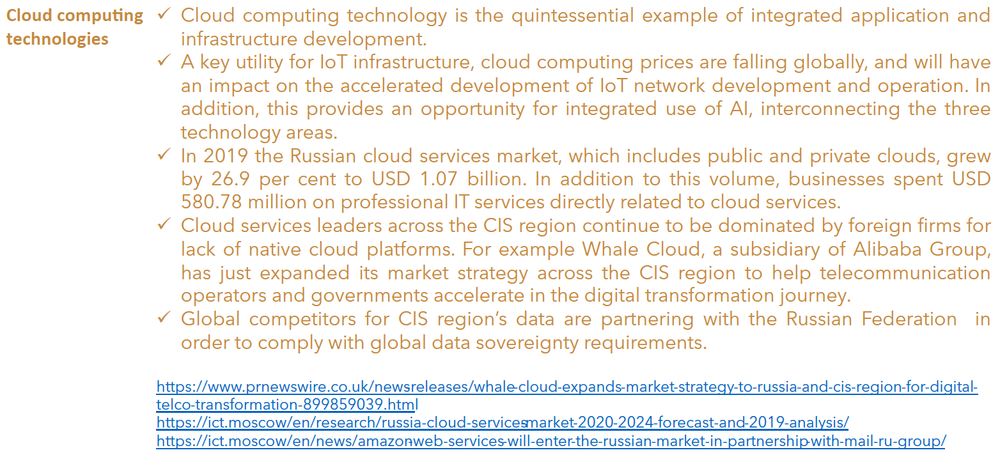 Cloud computing
technologies
✓ Cloud computing technology is the quintessential example of integrated application and
infrastructure development.
✓ A key utility for IoT infrastructure, cloud computing prices are falling globally, and will have
an impact on the accelerated development of IoT network development and operation. In
addition, this provides an opportunity for integrated use of AI, interconnecting the three
technology areas.
✓ In 2019 the Russian cloud services market, which includes public and private clouds, grew
by 26.9 per cent to USD 1.07 billion. In addition to this volume, businesses spent USD
580.78 million on professional IT services directly related to cloud services.
✓ Cloud services leaders across the CIS region continue to be dominated by foreign firms for
lack of native cloud platforms. For example Whale Cloud, a subsidiary of Alibaba Group,
has just expanded its market strategy across the CIS region to help telecommunication
operators and governments accelerate in the digital transformation journey.
✓ Global competitors for CIS region's data are partnering with the Russian Federation in
order to comply with global data sovereignty requirements.
https://www.prnewswire.co.uk/newsreleases/whale-cloud-expands-market-strategy-to-russia-and-cis-region-for-digital-
telco-transformation-899859039.html
https://ict.moscow/en/research/russia-cloud-services-market-2020-2024-forecast-and-2019-analysis/
https://ict.moscow/en/news/amazon-web-services-will-enter-the-russian-market-in-partnership-with-mail-ru-group/